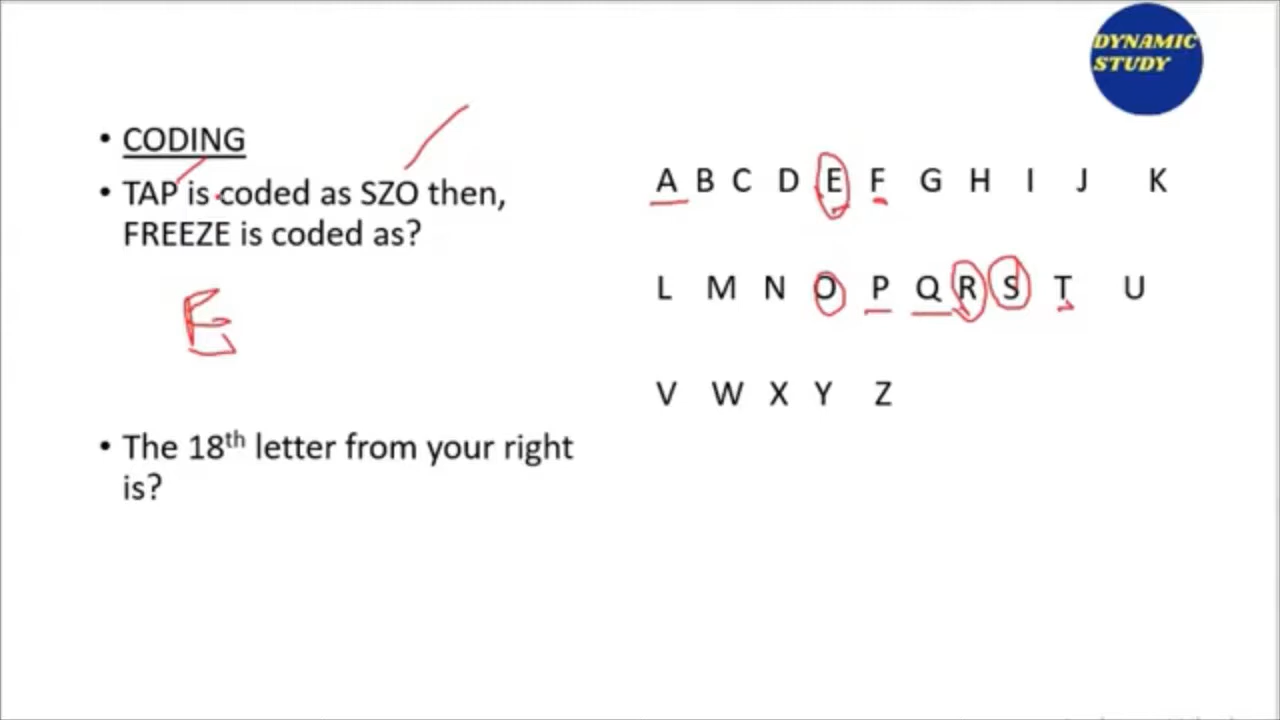 DYNAMIC
STUDY
• CODING
• TAP is coded as SZO then,
FREEZE is coded as?
E
• The 18th letter from your right
is?
A B C D E F G H I J K
L M N O P Q R S T U
V W X Y Z